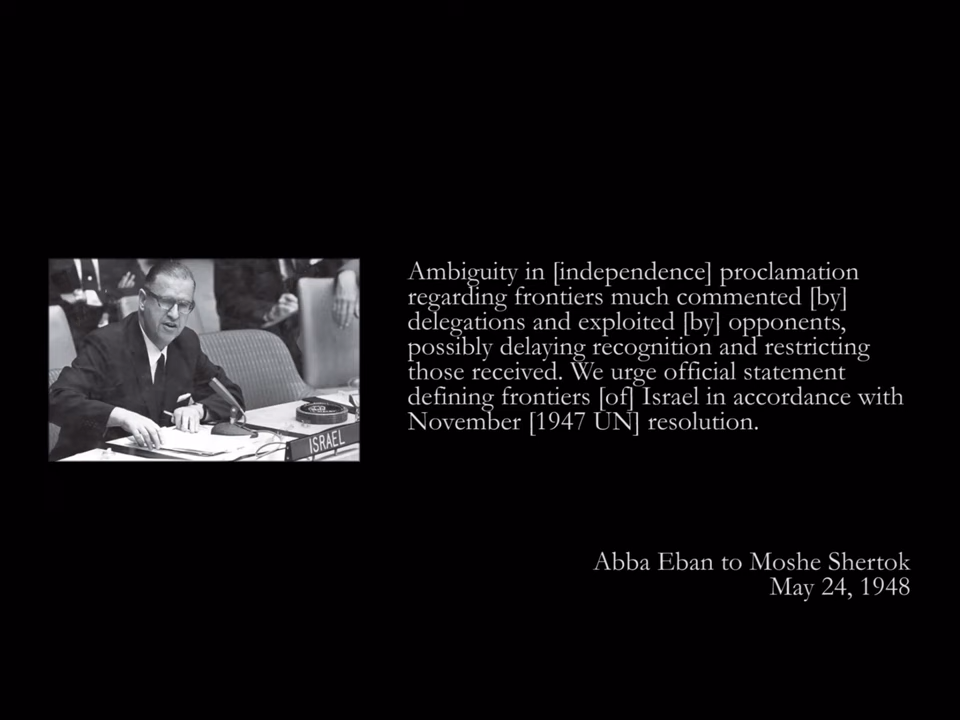 ISRAEL
Ambiguity in [independence] proclamation
regarding frontiers much commented [by]
delegations and exploited [by] opponents,
possibly delaying recognition and restricting
those received. We urge official statement
defining frontiers [of] Israel in accordance with
November [1947 UN] resolution.
Abba Eban to Moshe Shertok
May 24, 1948